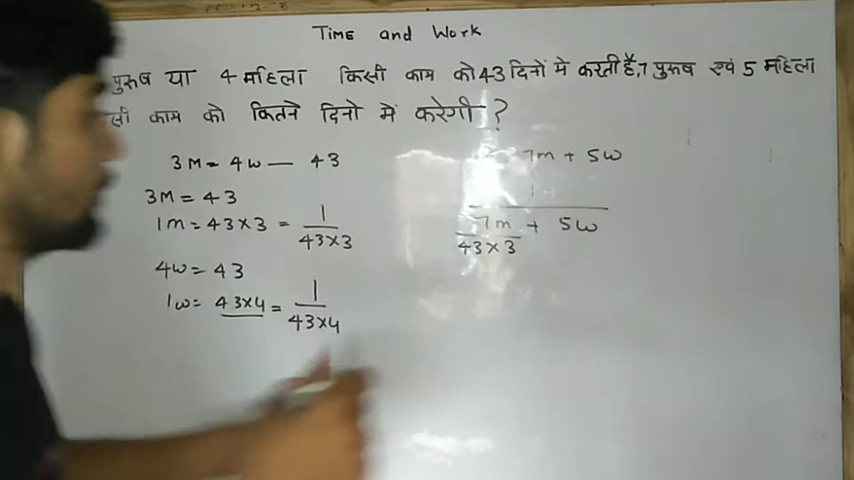 Time and Work
पुरुष या 4 महिला किसी काम को 43 दिनों में करती है, 7 पुरुष एवं 5 महिला
काम को कितने दिनो में करेगी ?
3M = 4W — 43
3M = 43
1M = 43×3 = 1/43×3
4W = 43
1W = 43×4 = 1/43×4
7M + 5W
1
7M/43×3 + 5W